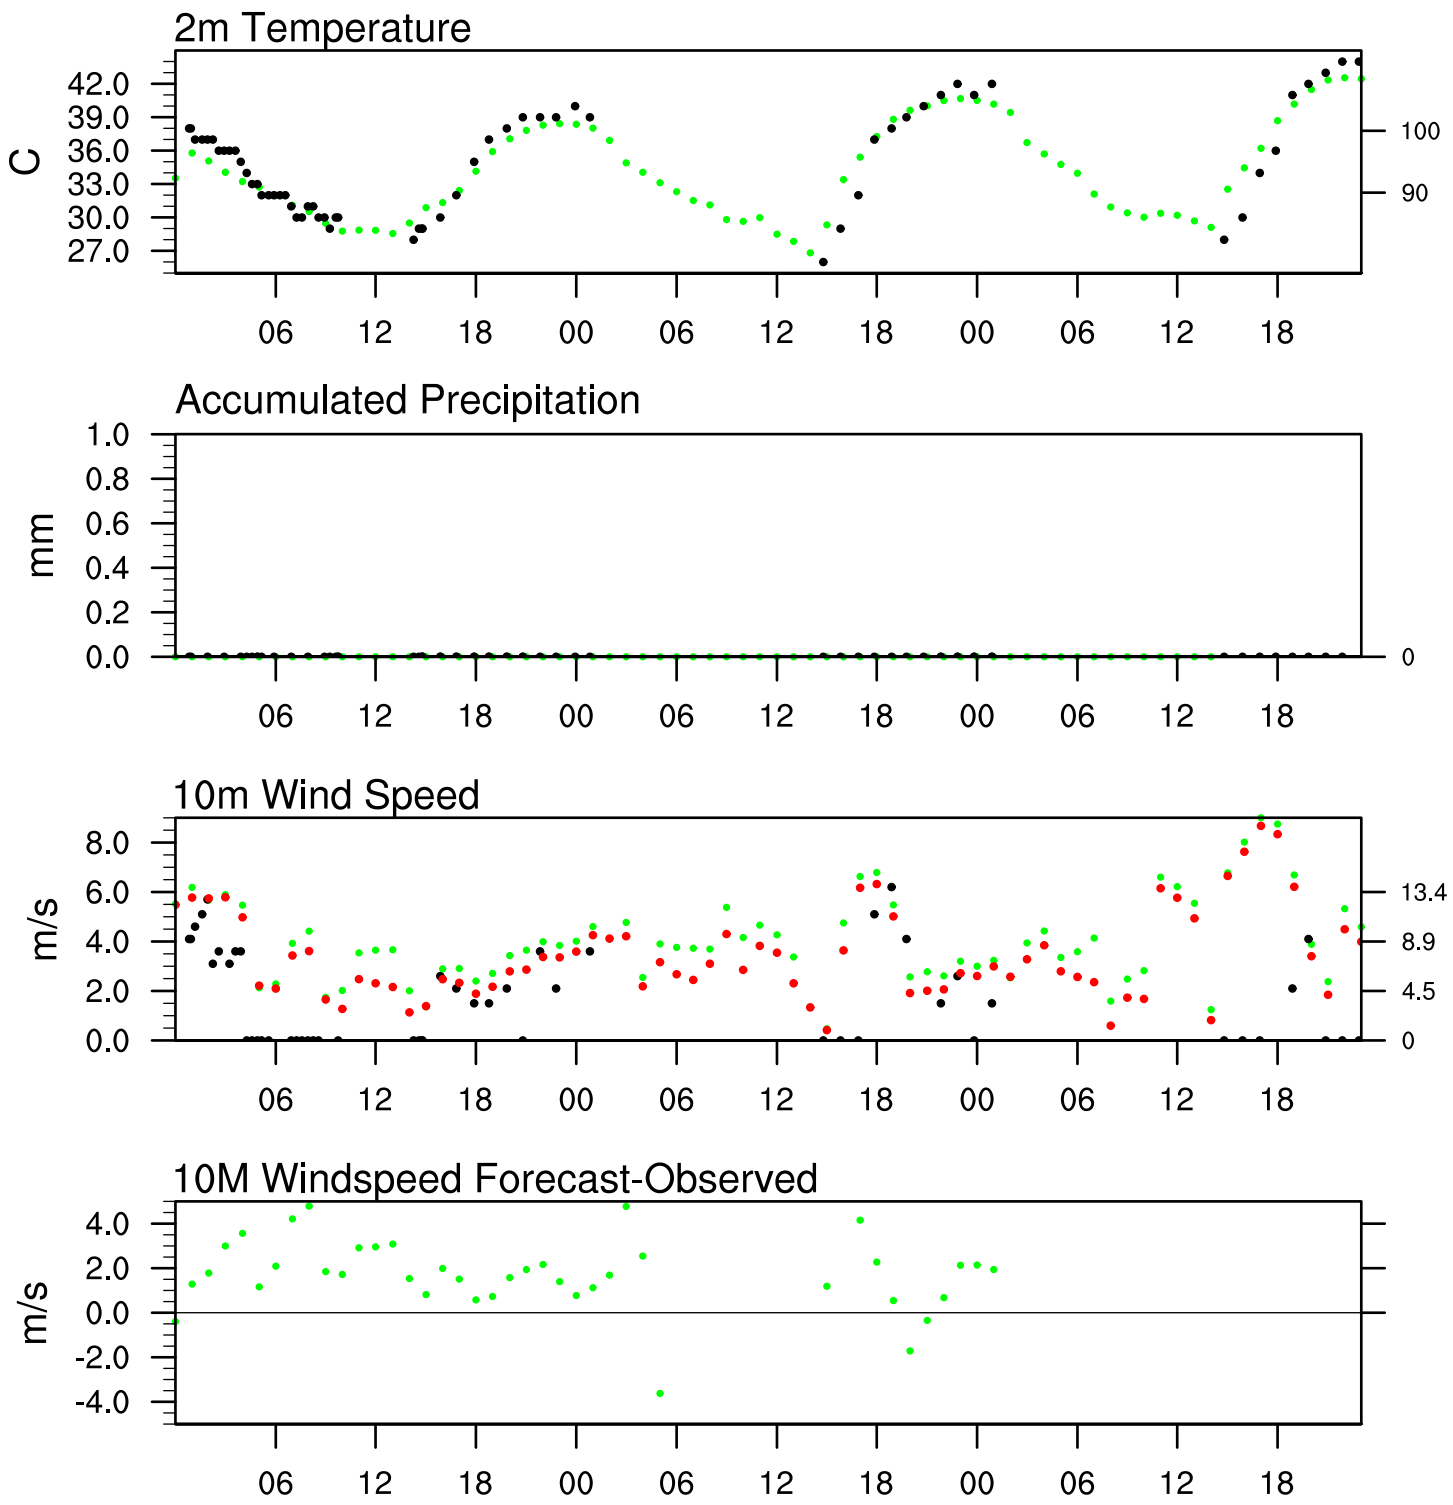 2m Temperature
42.0
39.0
36.0
33.0
30.0
27.0
C
100
90
06 12 18 00 06 12 18 00 06 12 18
Accumulated Precipitation
1.0
0.8
0.6
0.4
0.2
0.0
mm
0
06 12 18 00 06 12 18 00 06 12 18
10m Wind Speed
8.0
6.0
4.0
2.0
0.0
m/s
13.4
8.9
4.5
0
06 12 18 00 06 12 18 00 06 12 18
10M Windspeed Forecast-Observed
4.0
2.0
0.0
-2.0
-4.0
m/s
06 12 18 00 06 12 18 00 06 12 18